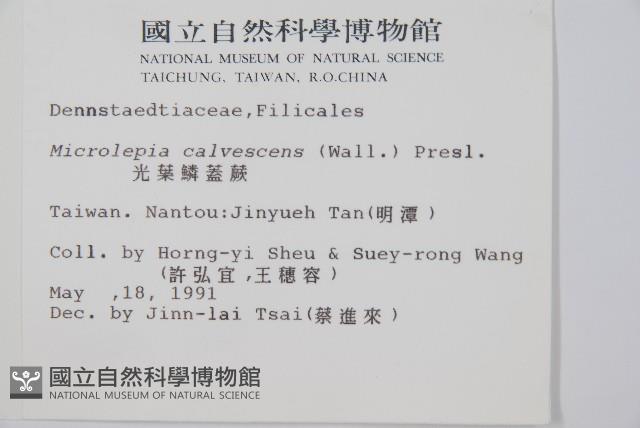 國立自然科學博物館
NATIONAL MUSEUM OF NATURAL SCIENCE
TAICHUNG, TAIWAN, R.O.CHINA
Dennstaedtiaceae,Filicales
Microlepia calvescens (Wall.) Presl.
光葉鱗蓋蕨
Taiwan. Nantou:Jinyueh Tan(明潭)
Coll. by Horng-yi Sheu & Suey-rong Wang
(許弘宜,王穗容)
May ,18, 1991
Dec. by Jinn-lai Tsai(蔡進來)
國立自然科學博物館
NATIONAL MUSEUM OF NATURAL SCIENCE